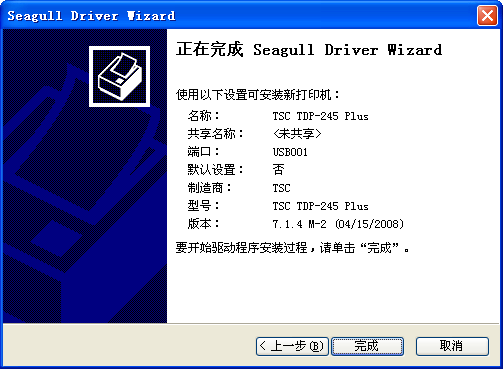 Seagull Driver Wizard
正在完成 Seagull Driver Wizard
使用以下设置可安装新打印机：
名称： TSC TDP-245 Plus
共享名称： <未共享>
端口： USB001
默认设置： 否
制造商： TSC
型号： TSC TDP-245 Plus
版本： 7.1.4 M-2 (04/15/2008)
要开始驱动程序安装过程，请单击“完成”。
< 上一步(B) 完成 取消